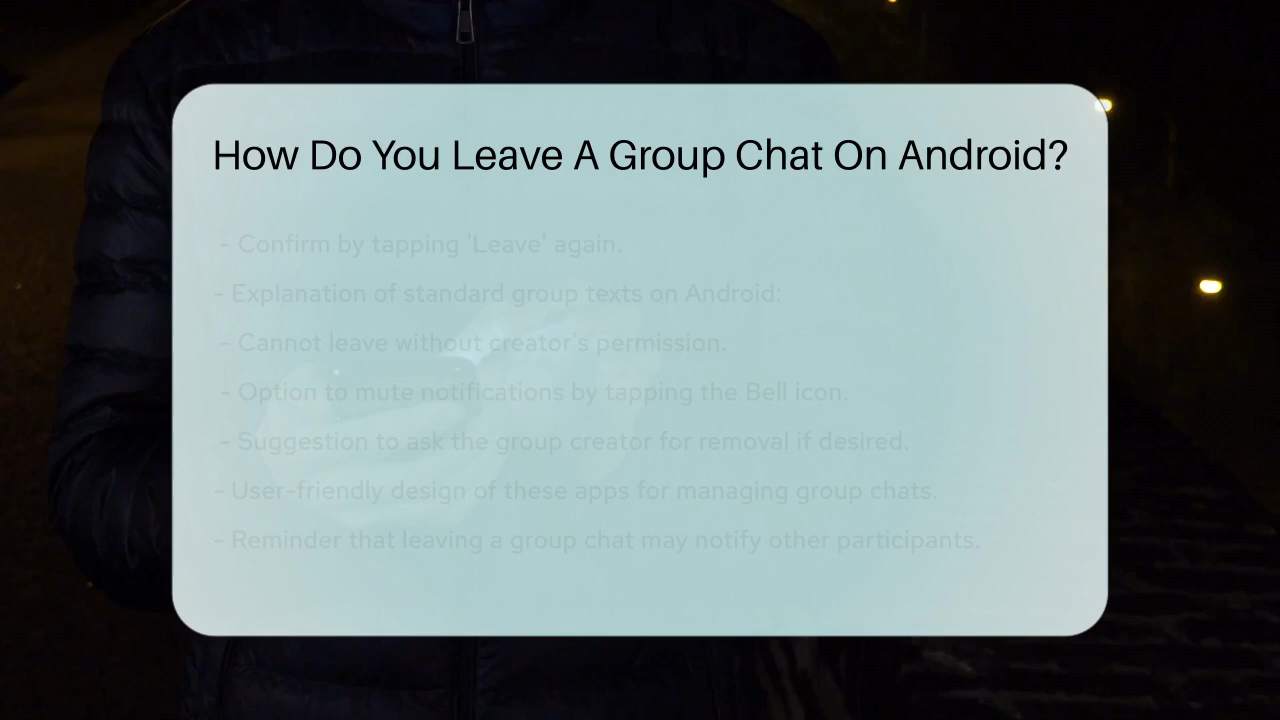 How Do You Leave A Group Chat On Android?
- Confirm by tapping 'Leave' again.
- Explanation of standard group texts on Android:
- Cannot leave without creator's permission.
- Option to mute notifications by tapping the Bell icon.
- Suggestion to ask the group creator for removal if desired.
- User-friendly design of these apps for managing group chats.
- Reminder that leaving a group chat may notify other participants.